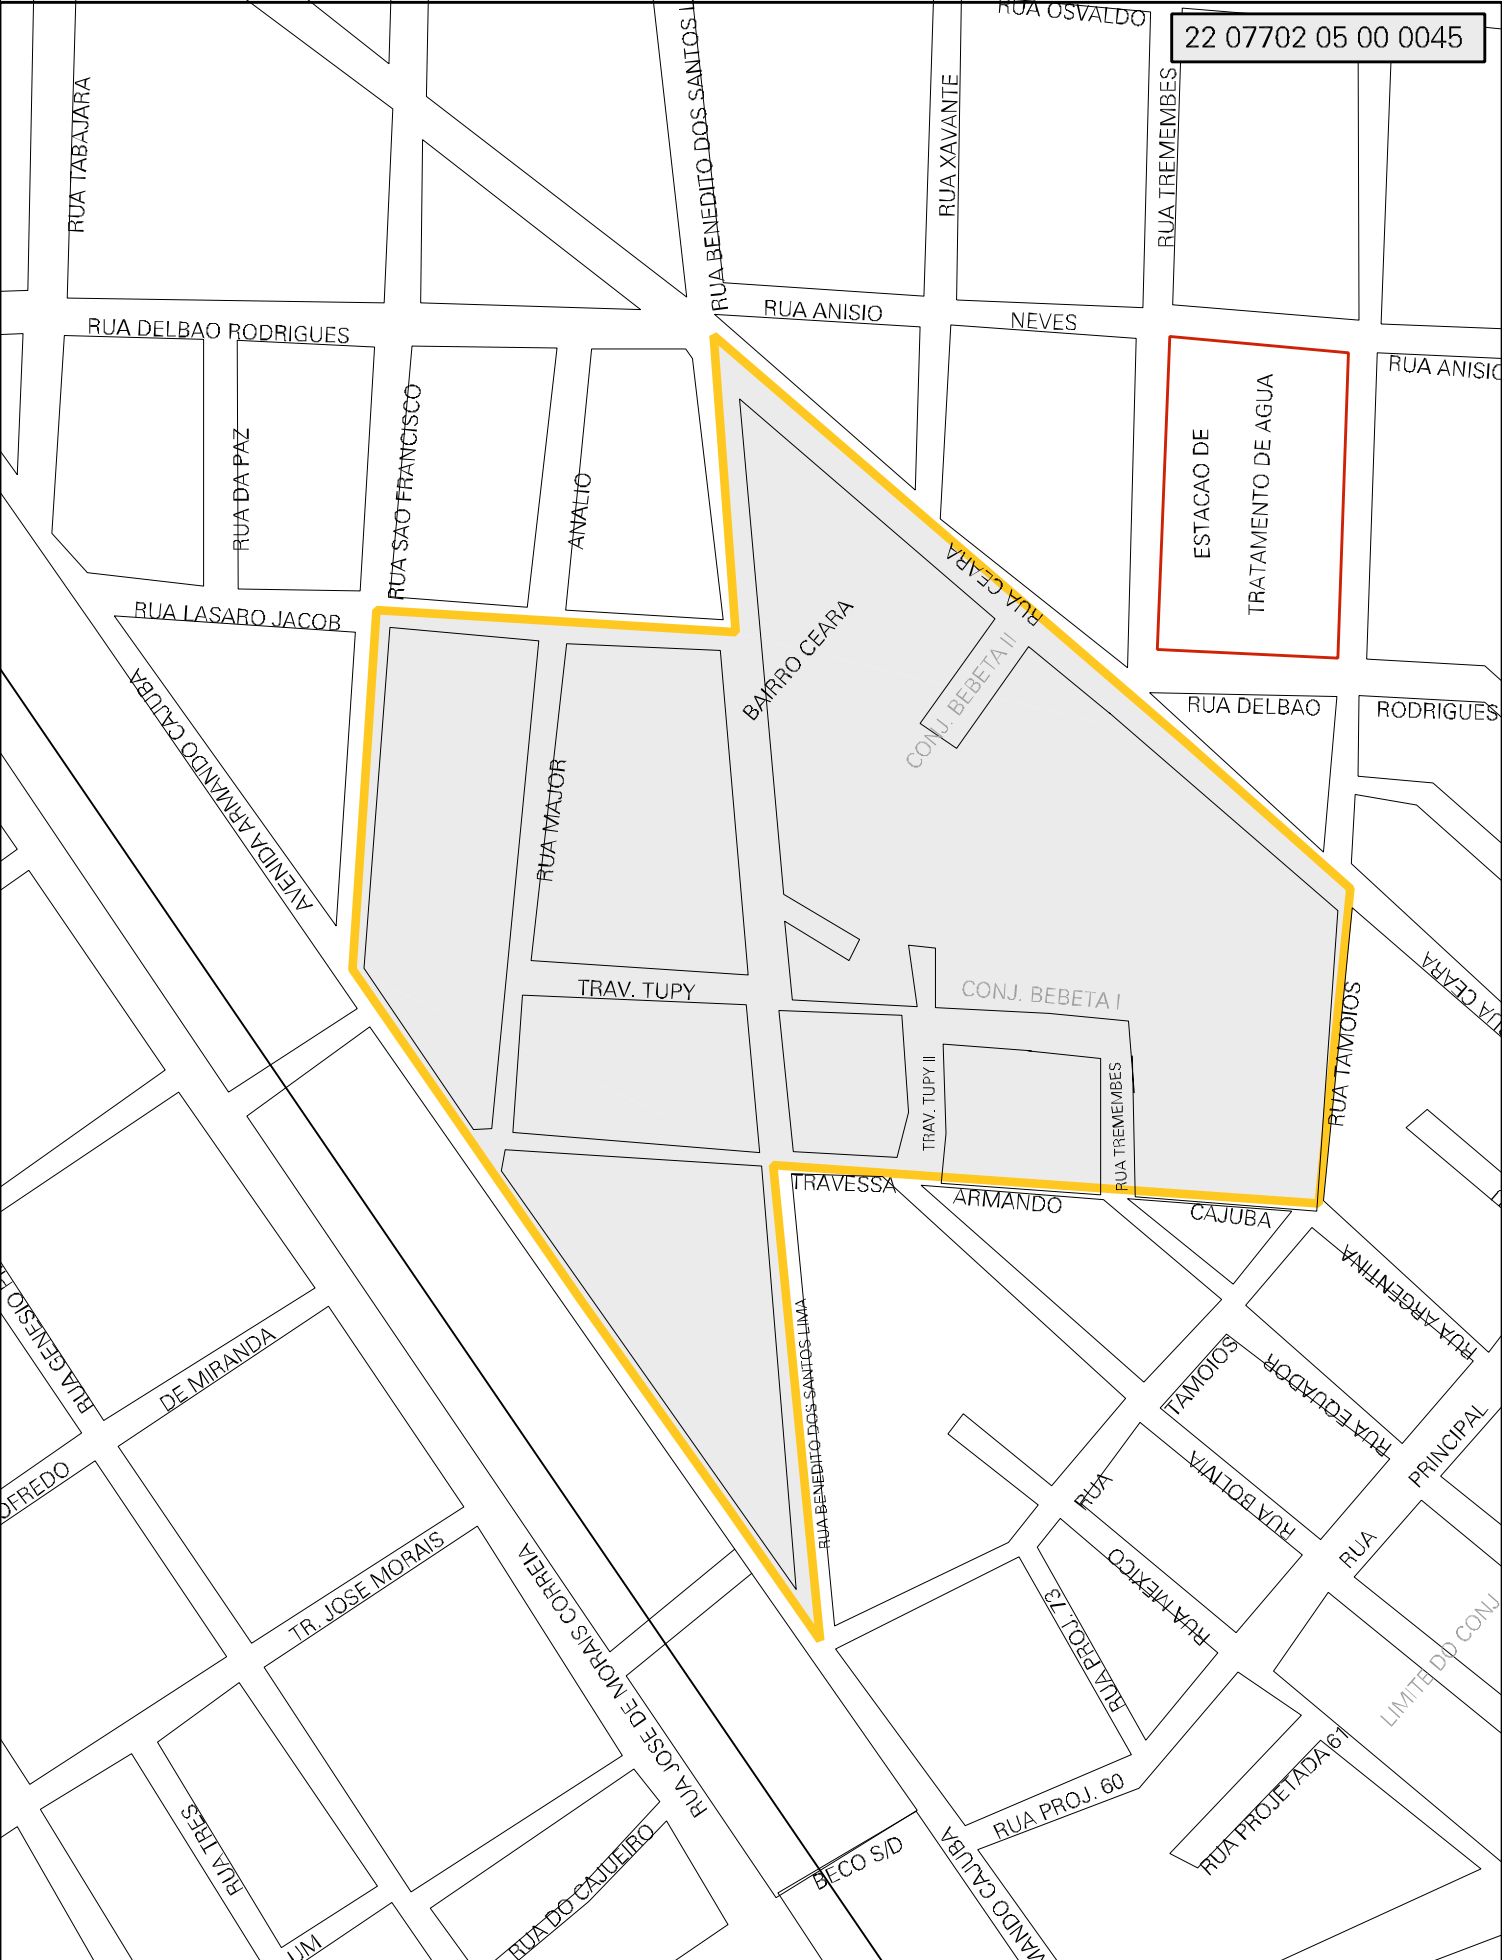 RUA OSVALDO
22 07702 05 00 0045
RUA TABAJARA
RUA BENEDITO DOS SANTOS
RUA XAVANTE
RUA TREMEMBES
RUA ANISIO
NEVES
RUA DELBAO RODRIGUES
RUA ANISIO
RUA DA PAZ
RUA SAO FRANCISCO
ANALIO
ESTACAO DE
TRATAMENTO DE AGUA
RUA CEARA
RUA LASARO JACOB
BAIRRO CEARA
CONJ. BEBETA II
AVENIDA ARMANDO CAJUBA
RUA DELBAO
RODRIGUES
RUA MAJOR
TRAV. TUPY
CONJ. BEBETA I
RUA CEARA
RUA TAMOIOS
TRAV. TUPY II
RUA TREMEMBES
TRAVESSA
ARMANDO
CAJUBA
RUA GENESIO
DE MIRANDA
RUA BENEDITO DOS SANTOS LIMA
RUA ARGENTINA
TAMOIOS
RUA EQUADOR
PRINCIPAL
OFREDO
RUA
RUA BOLIVIA
RUA
TR. JOSE MORAIS
RUA JOSE DE MORAIS CORREIA
RUA MEXICO
RUA PROJ. 73
LIMITE DO CONJ
RUA PROJ. 60
RUA PROJETADA 61
RUA TRES
RUA DO CAJUEIRO
BECO S/D
MANDO CAJUBA
UM